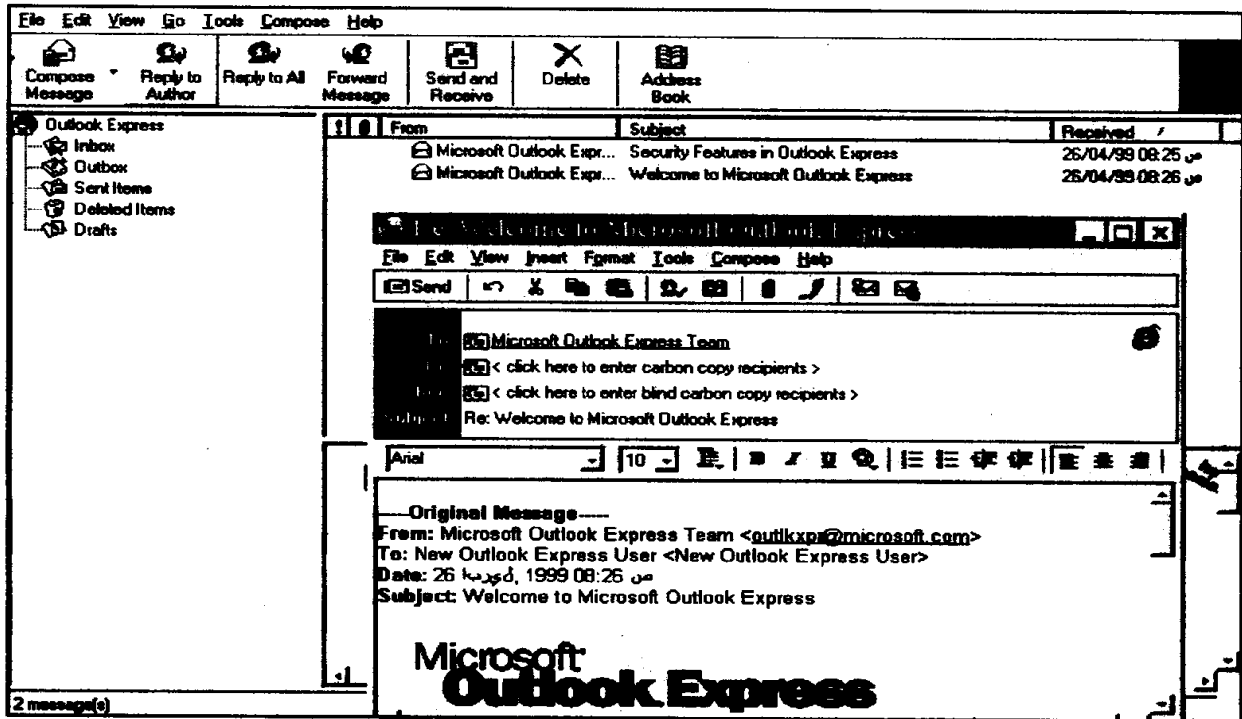 File Edit View Go Tools Compose Help
Compose Message
Reply to Author
Reply to All
Forward Message
Send and Receive
Delete
Address Book
Outlook Express
Inbox
Outbox
Sent Items
Deleted Items
Drafts
! From Subject Received
Microsoft Outlook Expr... Security Features in Outlook Express 26/04/99 08:25 ص
Microsoft Outlook Expr... Welcome to Microsoft Outlook Express 26/04/99 08:26 ص
Re: Welcome to Microsoft Outlook Express
File Edit View Insert Format Tools Compose Help
Send
To: Microsoft Outlook Express Team
< click here to enter carbon copy recipients >
< click here to enter blind carbon copy recipients >
Subject: Re: Welcome to Microsoft Outlook Express
Arial 10 B I U
-----Original Message-----
From: Microsoft Outlook Express Team <outlkxpr@microsoft.com>
To: New Outlook Express User <New Outlook Express User>
Date: 26 أبريل, 1999 08:26 ص
Subject: Welcome to Microsoft Outlook Express
Microsoft
Outlook Express
2 message(s)